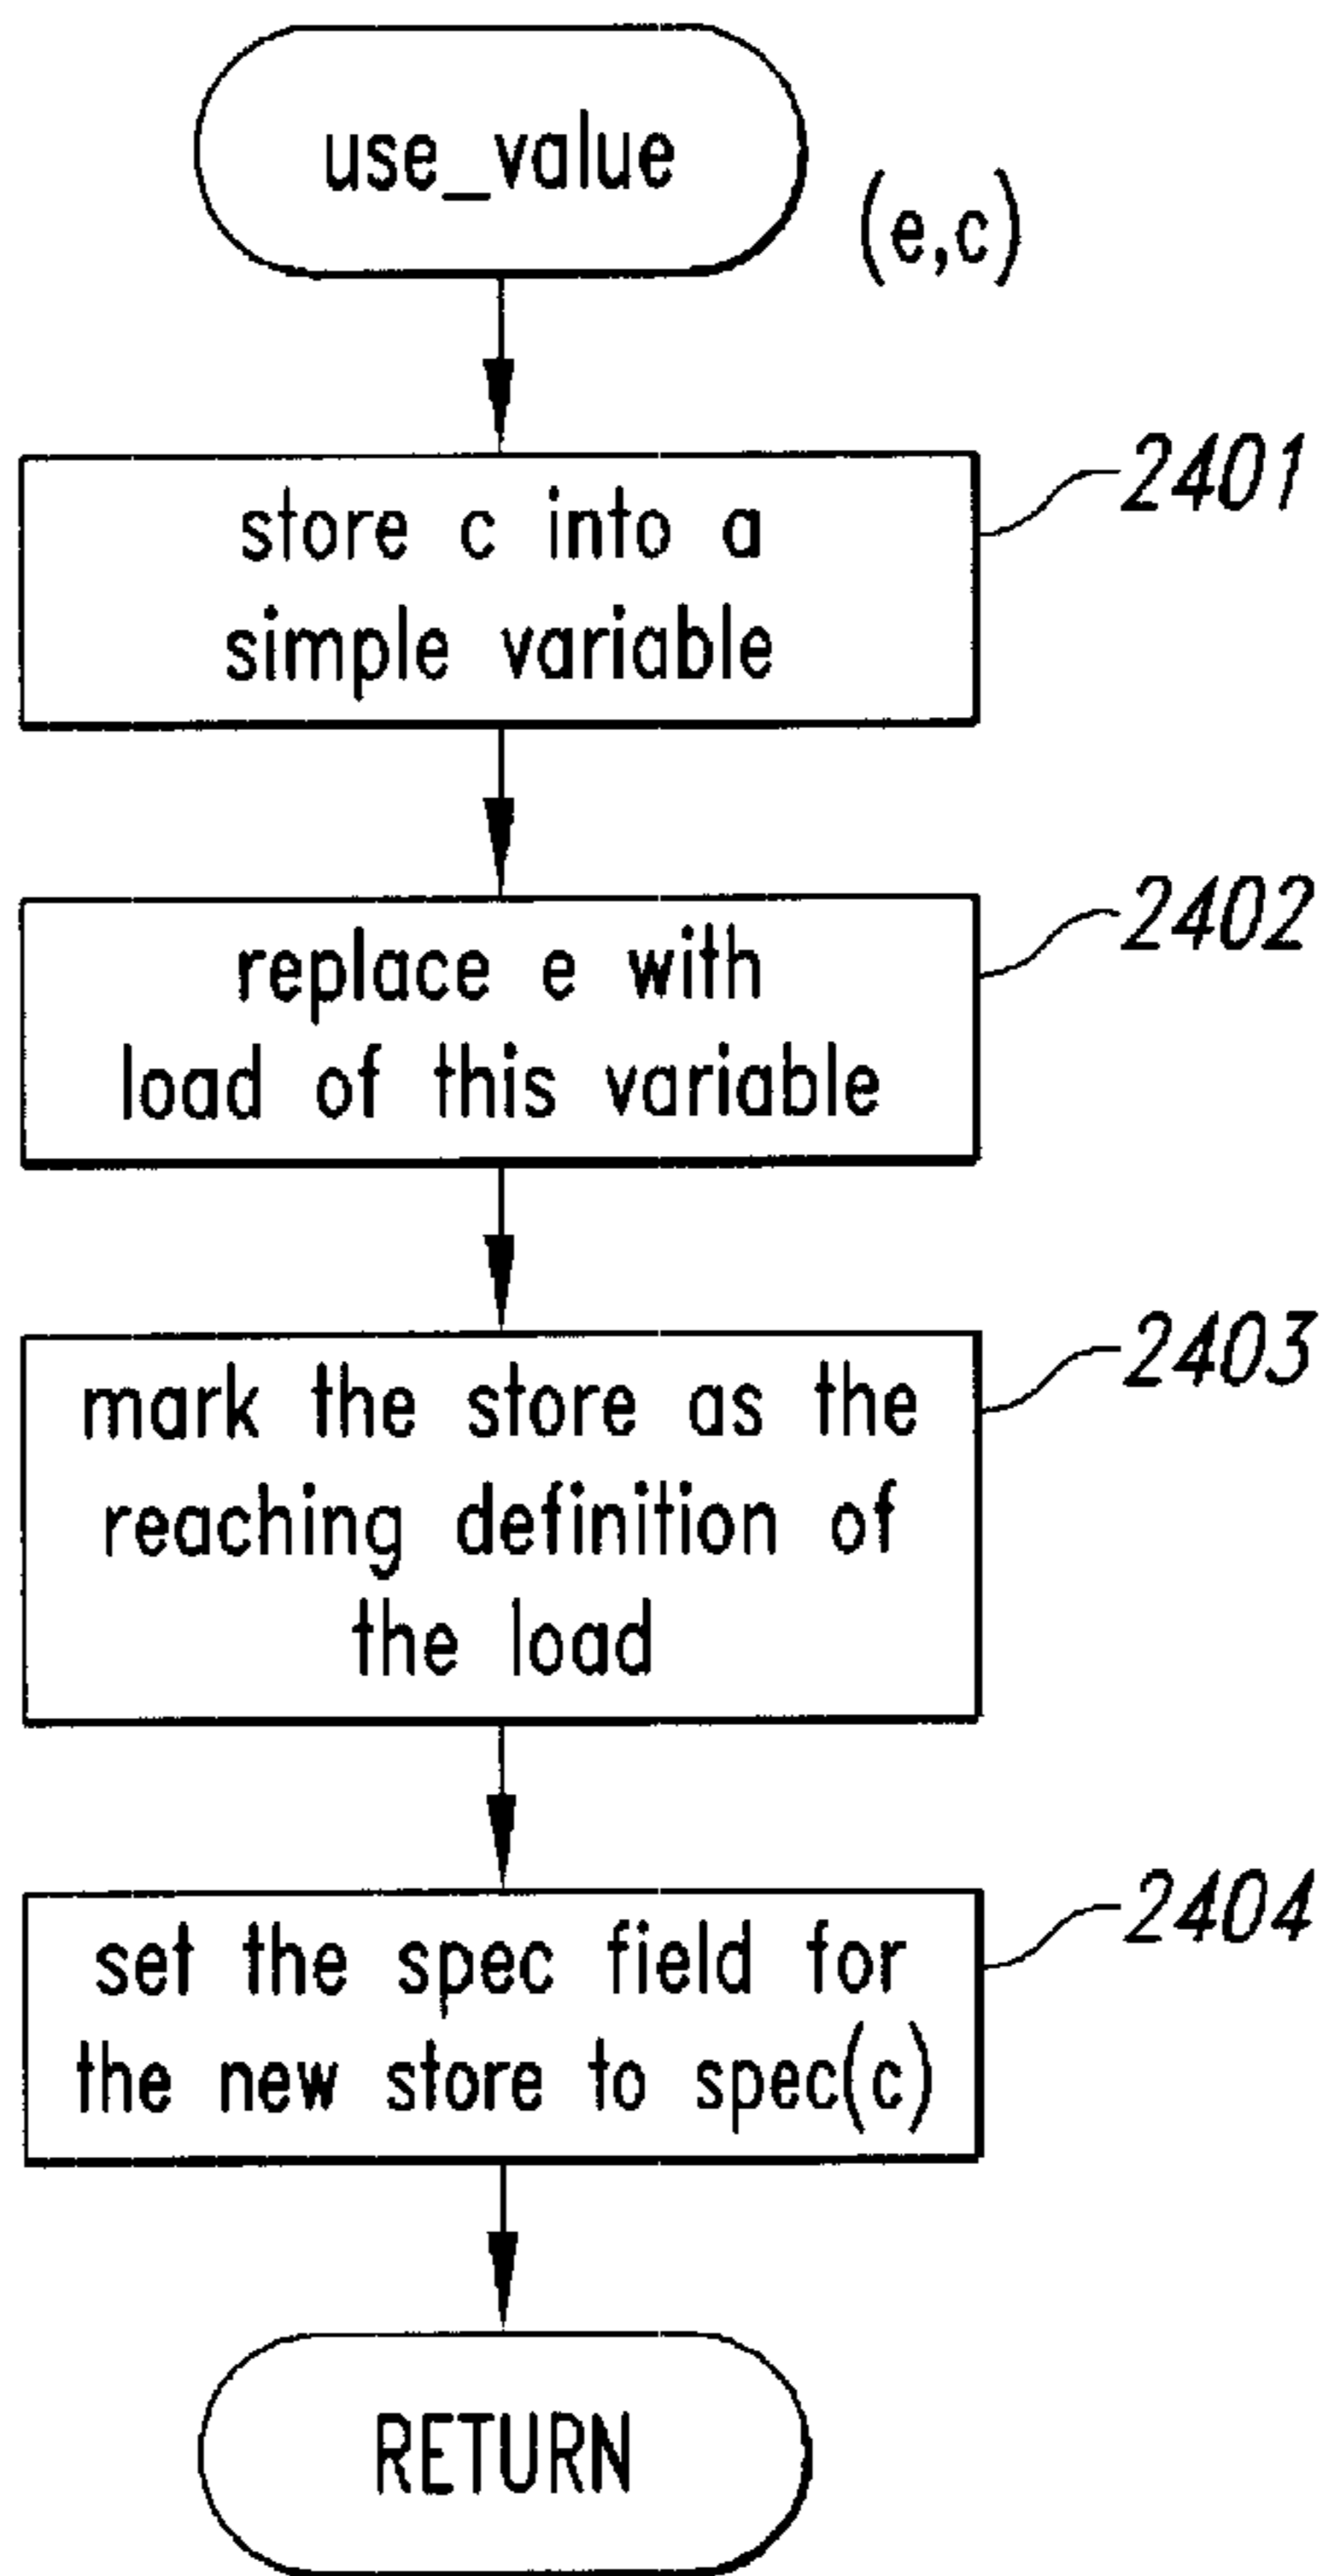 use_value
(e,c)
2401
store c into a
simple variable
2402
replace e with
load of this variable
2403
mark the store as the
reaching definition of
the load
2404
set the spec field for
the new store to spec(c)
RETURN